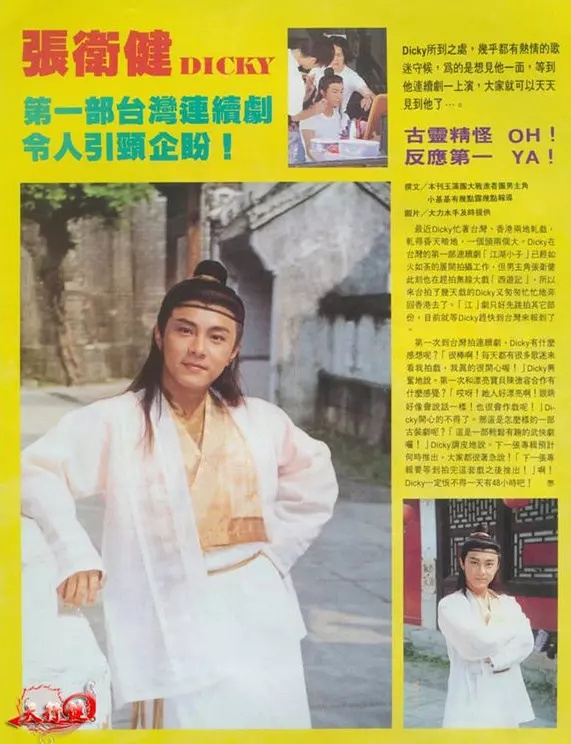 張衛健 DICKY
第一部台灣連續劇
令人引頸企盼！
Dicky所到之處，幾乎都有熱情的歌
迷守候，爲的是想見他一面，等到
他連續劇一上演，大家就可以天天
見到他了…。
古靈精怪 OH！
反應第一 YA！
撰文／本刊玉蒲團大戰唐老團男主角
小基基有幾點露幾點報導
圖片／大力水手及時提供
最近Dicky忙著台灣、香港兩地軋戲，
軋得昏天暗地，一個頭兩個大。Dicky在
台灣的第一部連續劇「江湖小子」已經如
火如荼的展開拍攝工作，但男主角張衛健
此刻也在趕拍無線大戲「西遊記」，所以
來台拍了幾天戲的Dicky又匆匆忙忙地奔
回香港去了。「江」劇只好先跳拍其它部
份，目前就等Dicky趕快到台灣來報到了
。
第一次到台灣拍連續劇，Dicky有什麼
感想呢？「很棒啊！每天都有很多歌迷來
看我拍戲，我真的很開心喔！」Dicky興
奮地說。第一次和漂亮寶貝陳德容合作有
什麼感覺？「哎呀！她人好漂亮啊！眼睛
好像會說話一樣！也很會作戲呢！」Di-
cky開心的不得了。那這是怎麼樣的一部
古裝劇呢？「這是一部輕鬆有趣的武俠劇
囉！」Dicky調皮地說。下一張專輯預計
何時推出，大家都很著急說！「下一張專
輯要等到拍完這套戲之後推出！」啊！
Dicky一定恨不得一天有48小時吧！